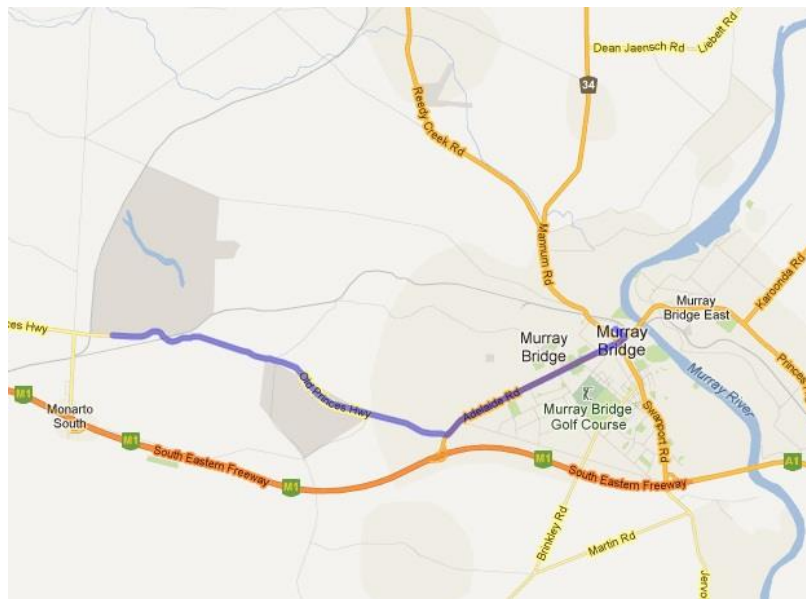 Liebelt Rd
Dean Jaensch Rd
34
Reedy Creek Rd
Mannum Rd
Karoonda Rd
Murray
Bridge East
ces Hwy
Murray
Bridge
Murray
Bridge
Princes
Old Princes Hwy
Murray River
M1
Adelaide Rd
Murray Bridge
Golf Course
Swanport Rd
Monarto
South
M1
South Eastern Freeway
M1
M1
South Eastern Freeway
A1
Brinkley Rd
Martin Rd
Jervo